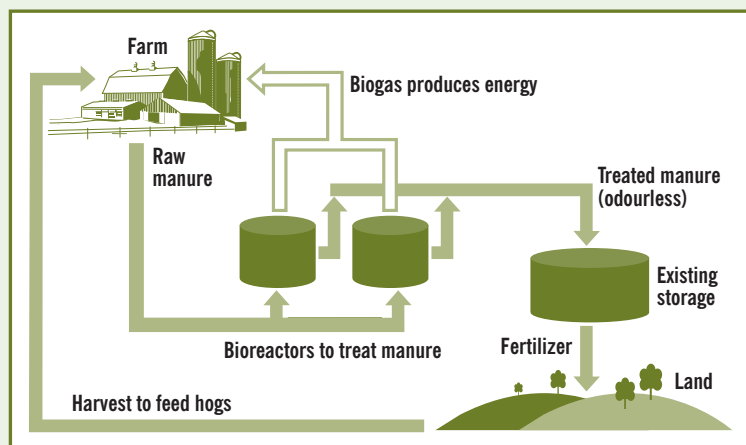 Farm
Biogas produces energy
Raw
manure
Treated manure
(odourless)
Existing
storage
Bioreactors to treat manure
Fertilizer
Land
Harvest to feed hogs